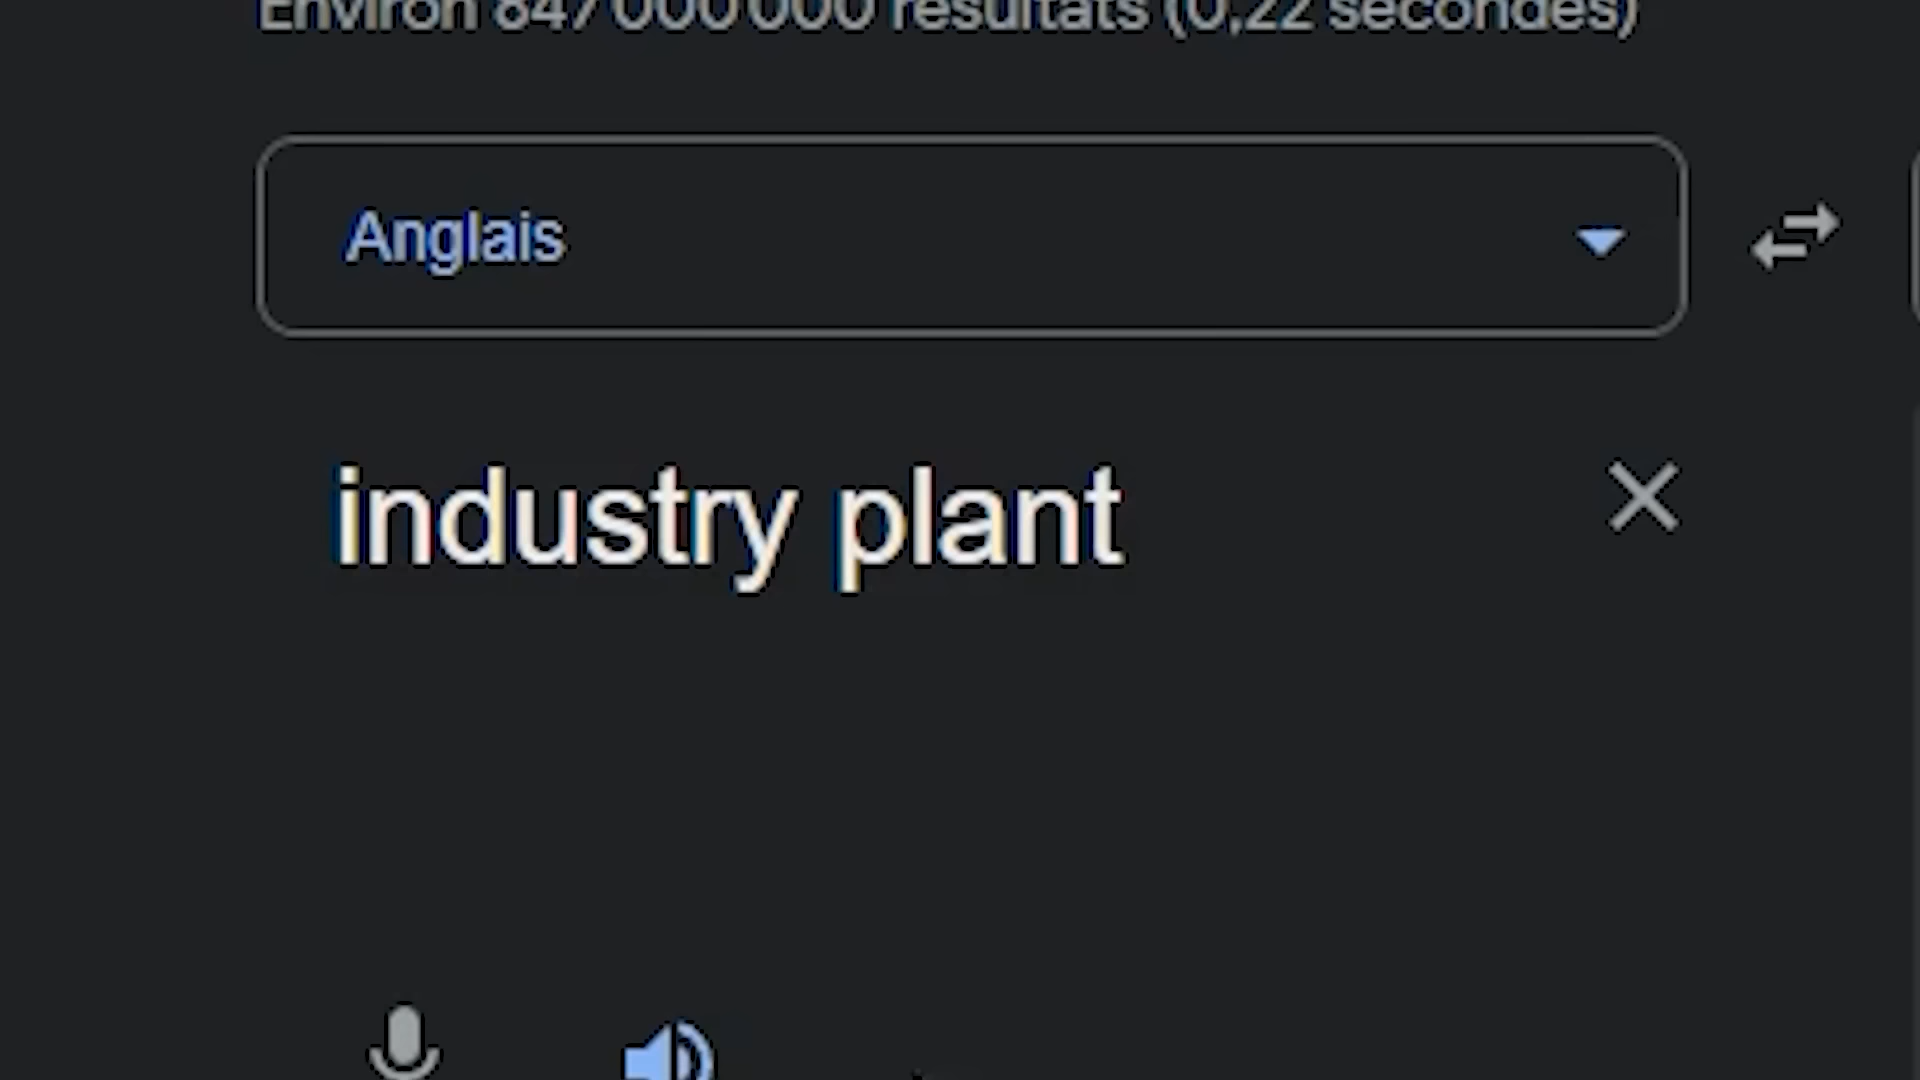 Environ 847 000 000 résultats (0,22 secondes)
Anglais
industry plant